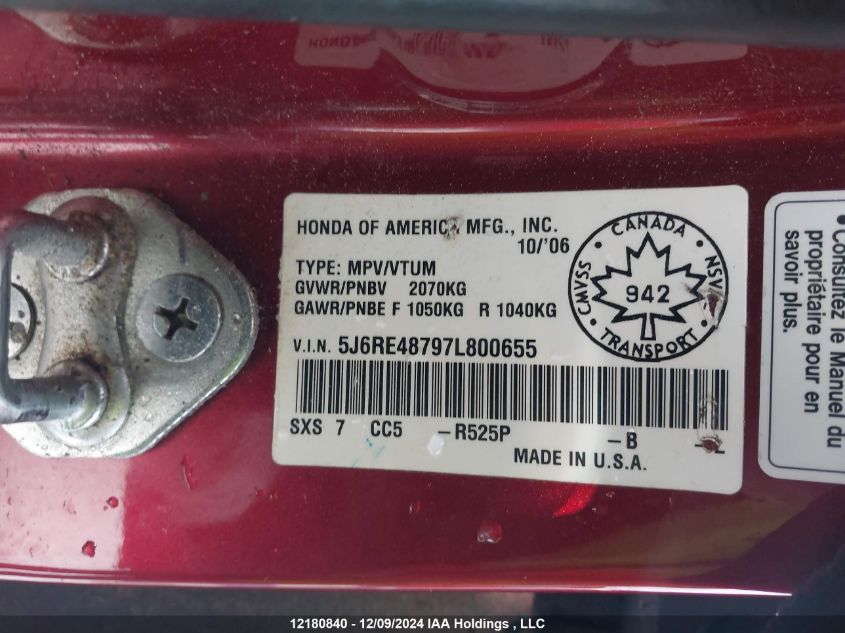 HONDA OF AMERICA MFG., INC.
10/'06
TYPE: MPV/VTUM
GVWR/PNBV 2070KG
GAWR/PNBE F 1050KG R 1040KG
V.I.N. 5J6RE48797L800655
SXS 7 CC5 -R525P -B
MADE IN U.S.A.
CANADA
CMVSS
NSVAC
942
TRANSPORT
• Consultez le Manuel du
propriétaire pour en
savoir plus.
12180840 - 12/09/2024 IAA Holdings , LLC